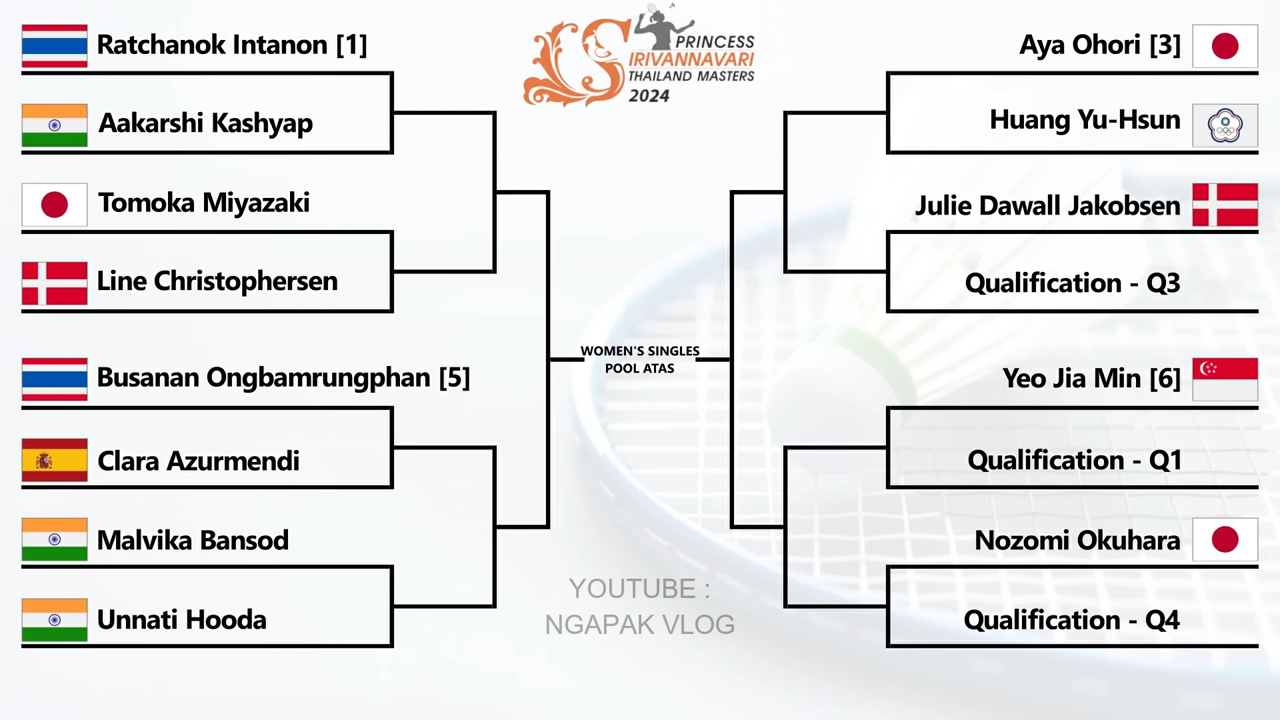 Ratchanok Intanon [1]
Aakarshi Kashyap
Tomoka Miyazaki
Line Christophersen
Busanan Ongbamrungphan [5]
Clara Azurmendi
Malvika Bansod
Unnati Hooda
S PRINCESS
SIRIVANNAVARI
THAILAND MASTERS
2024
WOMEN'S SINGLES
POOL ATAS
YOUTUBE :
NGAPAK VLOG
Aya Ohori [3]
Huang Yu-Hsun
Julie Dawall Jakobsen
Qualification - Q3
Yeo Jia Min [6]
Qualification - Q1
Nozomi Okuhara
Qualification - Q4